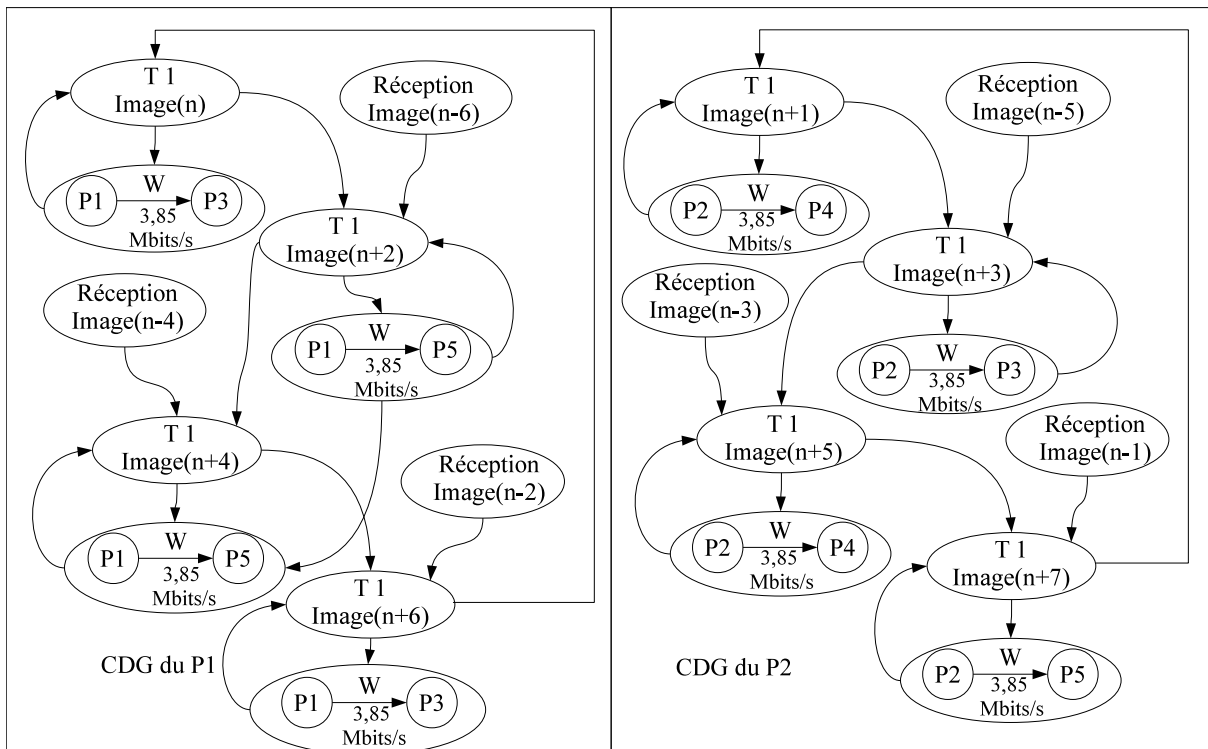 T 1
Image(n)
Réception
Image(n-6)
W
P1
P3
3,85
Mbits/s
T 1
Image(n+2)
Réception
Image(n-4)
W
P1
P5
3,85
Mbits/s
T 1
Image(n+4)
Réception
Image(n-2)
W
P1
P5
3,85
Mbits/s
T 1
Image(n+6)
CDG du P1
W
P1
P3
3,85
Mbits/s
T 1
Image(n+1)
Réception
Image(n-5)
W
P2
P4
3,85
Mbits/s
T 1
Image(n+3)
Réception
Image(n-3)
W
P2
P3
3,85
Mbits/s
T 1
Image(n+5)
Réception
Image(n-1)
W
P2
P4
3,85
Mbits/s
T 1
Image(n+7)
CDG du P2
W
P2
P5
3,85
Mbits/s